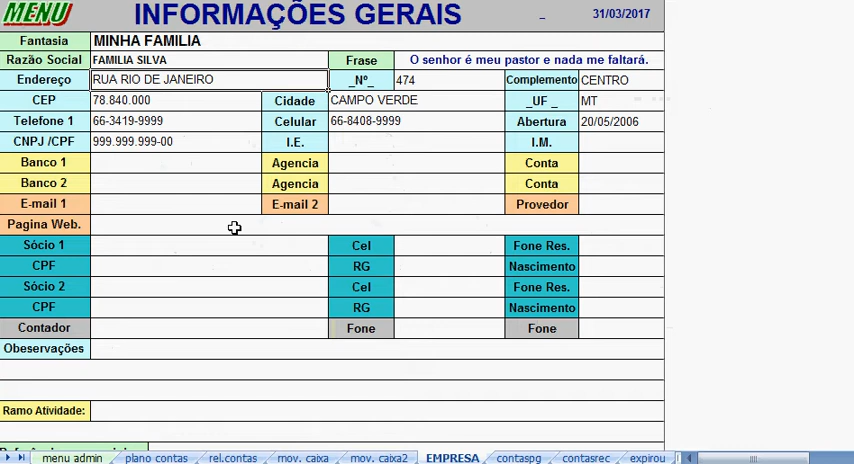 MENU INFORMAÇÕES GERAIS _ 31/03/2017
Fantasia MINHA FAMILIA
Razão Social FAMILIA SILVA Frase O senhor é meu pastor e nada me faltará.
Endereço RUA RIO DE JANEIRO _Nº_ 474 Complemento CENTRO
CEP 78.840.000 Cidade CAMPO VERDE _UF_ MT
Telefone 1 66-3419-9999 Celular 66-8408-9999 Abertura 20/05/2006
CNPJ /CPF 999.999.999-00 I.E. I.M.
Banco 1 Agencia Conta
Banco 2 Agencia Conta
E-mail 1 E-mail 2 Provedor
Pagina Web.
Sócio 1 Cel Fone Res.
CPF RG Nascimento
Sócio 2 Cel Fone Res.
CPF RG Nascimento
Contador Fone Fone
Obeservações
Ramo Atividade:
menu admin plano contas rel.contas mov. caixa mov. caixa2 EMPRESA contaspg contasrec expirou